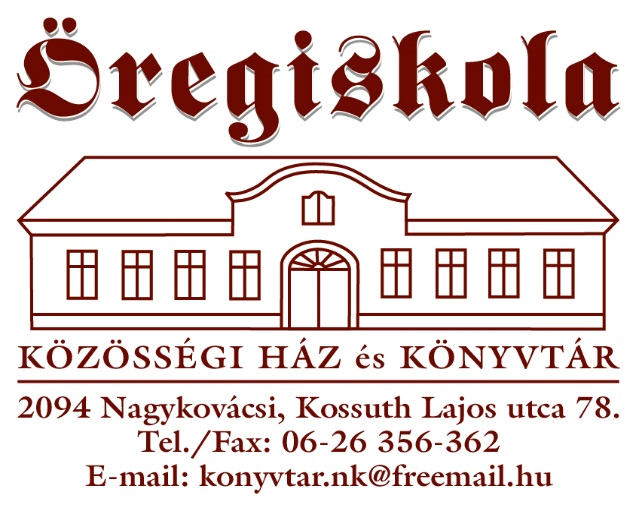 Öregiskola
KÖZÖSSÉGI HÁZ és KÖNYVTÁR
2094 Nagykovácsi, Kossuth Lajos utca 78.
Tel./Fax: 06-26 356-362
E-mail: konyvtar.nk@freemail.hu